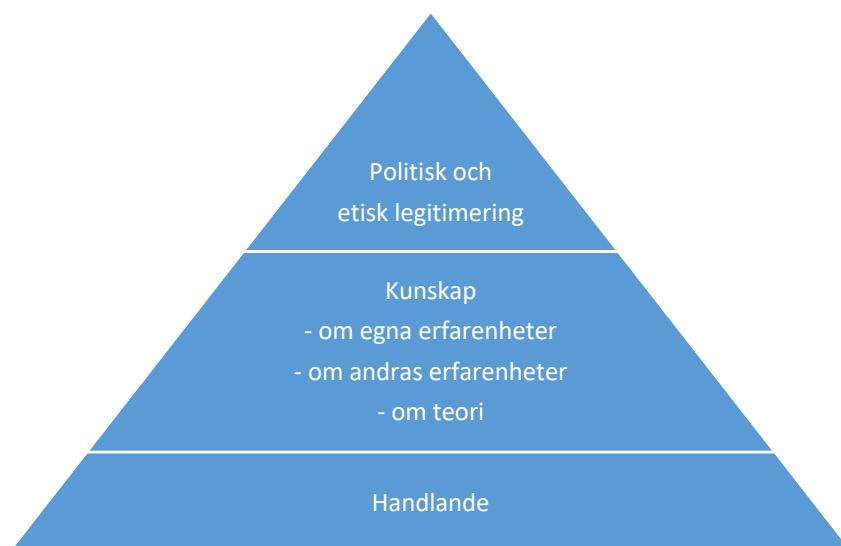 Politisk och
etisk legitimering
Kunskap
- om egna erfarenheter
- om andras erfarenheter
- om teori
Handlande